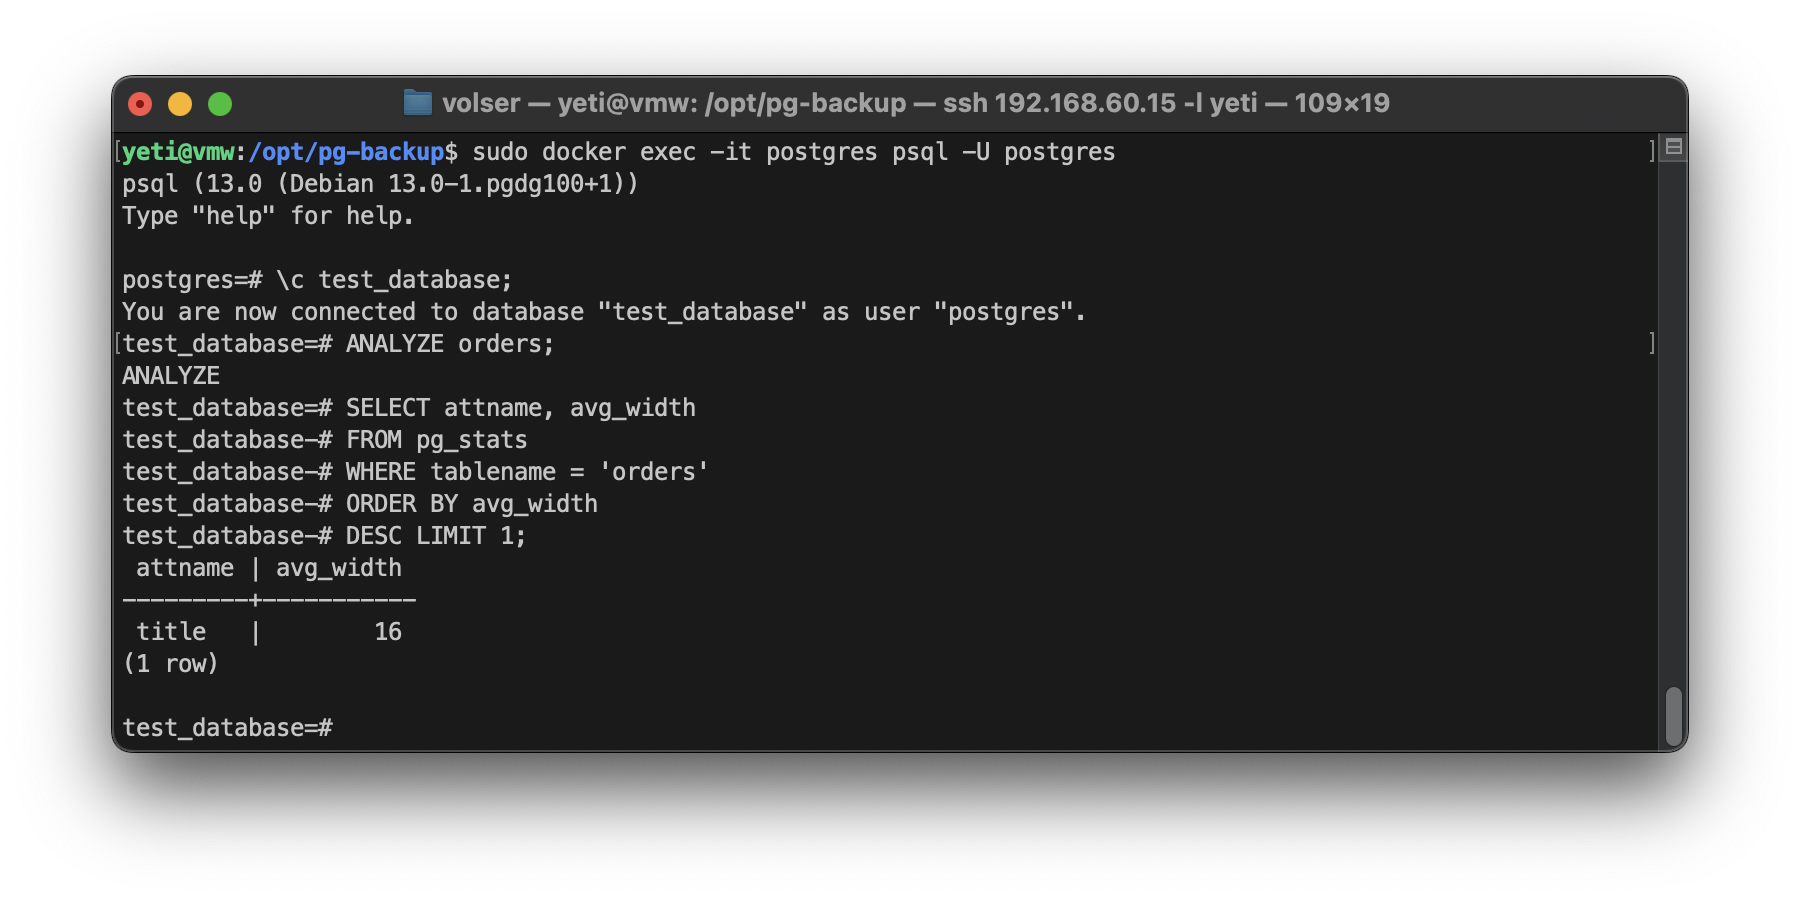 volser — yeti@vmw: /opt/pg-backup — ssh 192.168.60.15 -l yeti — 109×19
[yeti@vmw:/opt/pg-backup$ sudo docker exec -it postgres psql -U postgres ]
psql (13.0 (Debian 13.0-1.pgdg100+1))
Type "help" for help.
postgres=# \c test_database;
You are now connected to database "test_database" as user "postgres".
[test_database=# ANALYZE orders; ]
ANALYZE
test_database=# SELECT attname, avg_width
test_database-# FROM pg_stats
test_database-# WHERE tablename = 'orders'
test_database-# ORDER BY avg_width
test_database-# DESC LIMIT 1;
 attname | avg_width
---------+-----------
 title   |        16
(1 row)
test_database=#